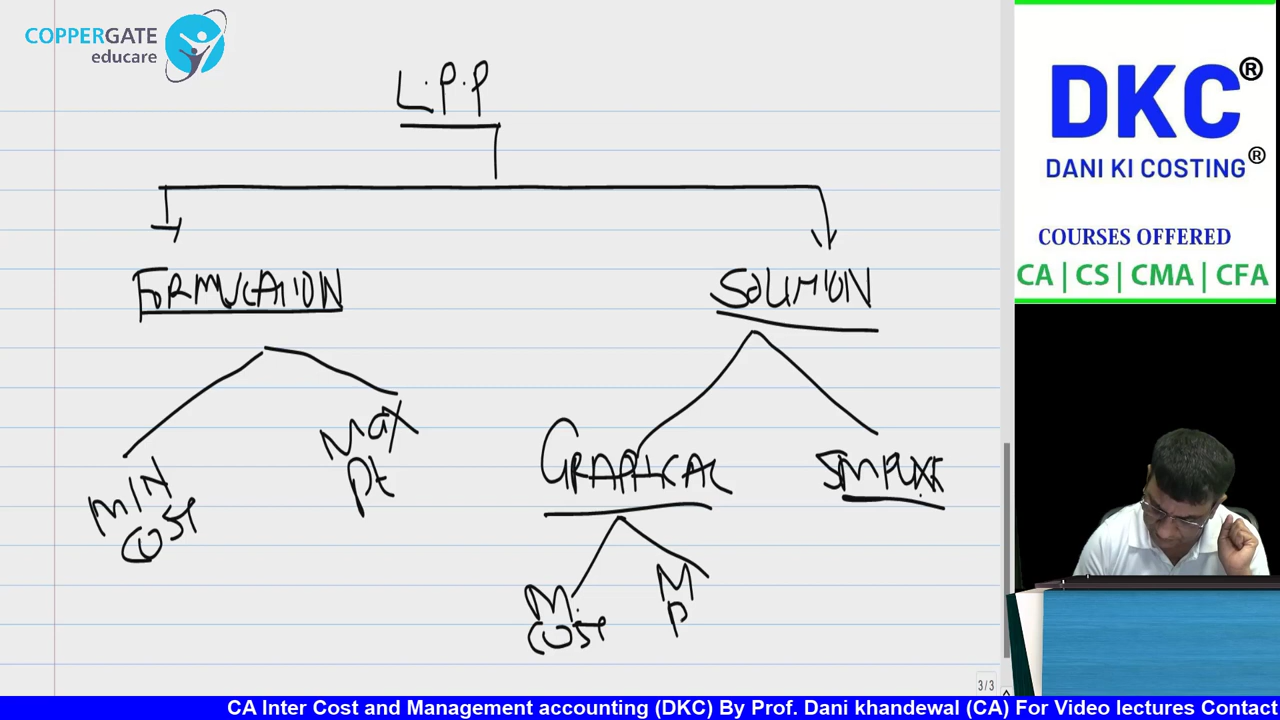 COPPERGATE
educare
L.P.P
FORMULATION
SOLUTION
MIN
COST
MAX
Pt
GRAPHICAL
SIMPLEX
M.
COST
M
P
3/3
DKC®
DANI KI COSTING®
COURSES OFFERED
CA | CS | CMA | CFA
CA Inter Cost and Management accounting (DKC) By Prof. Dani khandewal (CA) For Video lectures Contact